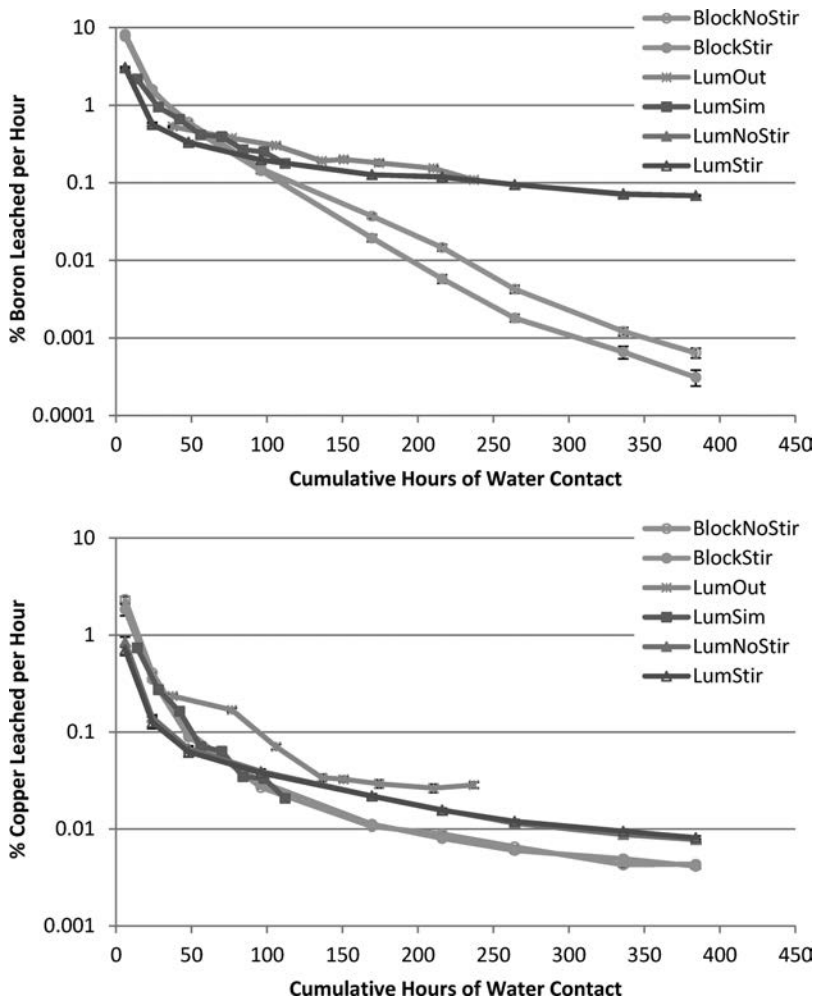 10
1
0.1
0.01
0.001
0.0001
% Boron Leached per Hour
0 50 100 150 200 250 300 350 400 450
Cumulative Hours of Water Contact
BlockNoStir
BlockStir
LumOut
LumSim
LumNoStir
LumStir
10
1
0.1
0.01
0.001
% Copper Leached per Hour
0 50 100 150 200 250 300 350 400 450
Cumulative Hours of Water Contact
BlockNoStir
BlockStir
LumOut
LumSim
LumNoStir
LumStir